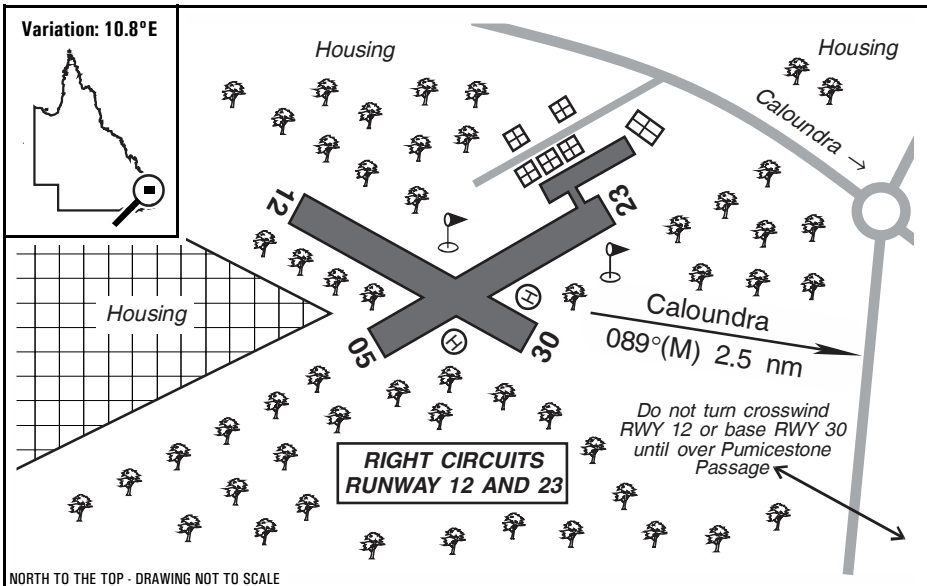 Variation: 10.8°E
Housing
Housing
Caloundra →
12
23
Housing
H
H
05
30
Caloundra
089°(M) 2.5 nm
Do not turn crosswind
RWY 12 or base RWY 30
until over Pumicestone
Passage
RIGHT CIRCUITS
RUNWAY 12 AND 23
NORTH TO THE TOP - DRAWING NOT TO SCALE